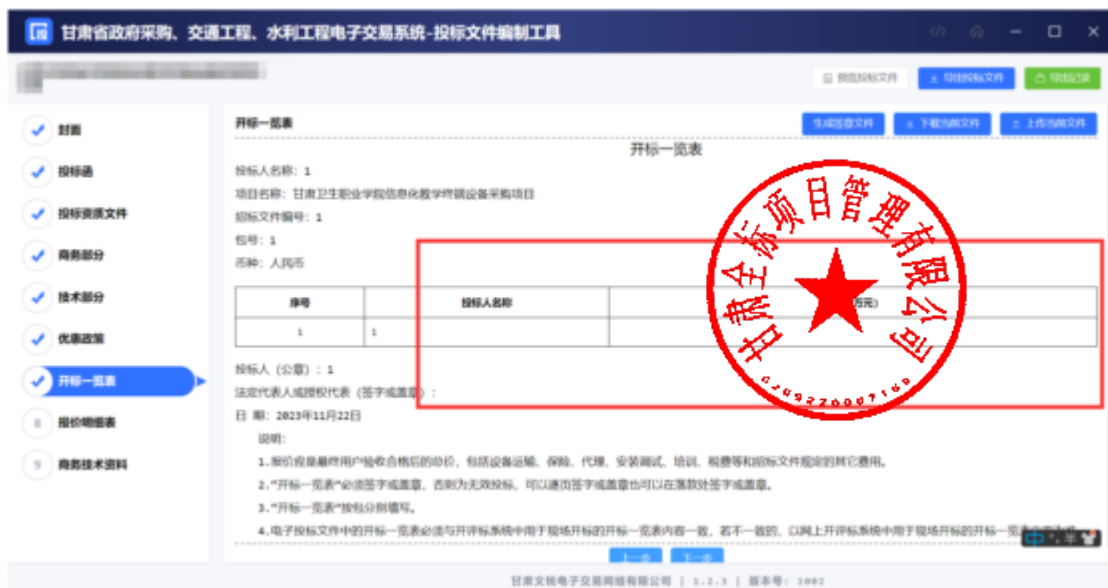 甘肃省政府采购、交通工程、水利工程电子交易系统-投标文件编制工具
预览投标文件 导出投标文件 导出记录
封面
投标函
投标资质文件
商务部分
技术部分
优惠政策
开标一览表
8 报价明细表
9 商务技术资料
开标一览表 生成签章文件 下载当前文件 上传当前文件
开标一览表
投标人名称: 1
项目名称: 甘肃卫生职业学院信息化教学终端设备采购项目
招标文件编号: 1
包号: 1
币种: 人民币
序号 投标人名称 万元)
1 1
投标人 (公章) : 1
法定代表人或授权代表 (签字或盖章) :
日 期: 2023年11月22日
说明:
1.报价应是最终用户验收合格后的总价, 包括设备运输、保险、代理、安装调试、培训、税费等和招标文件规定的其它费用。
2."开标一览表"必须签字或盖章, 否则为无效投标、可以逐页签字或盖章也可以在落款处签字或盖章。
3."开标一览表"按包分别填写。
4.电子投标文件中的开标一览表必须与开评标系统中用于现场开标的开标一览表内容一致, 若不一致的, 以网上开评标系统中用于现场开标的开标一览
上一步 下一步
甘肃全标项目管理有限公司
中 半
甘肃文锐电子交易网络有限公司 | 1.2.3 | 版本号: 1002